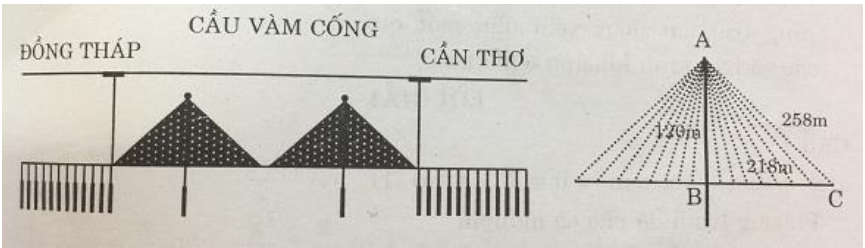 CẦU VÀM CỐNG
ĐỒNG THÁP
CẦN THƠ
A
258m
120m
218m
B
C